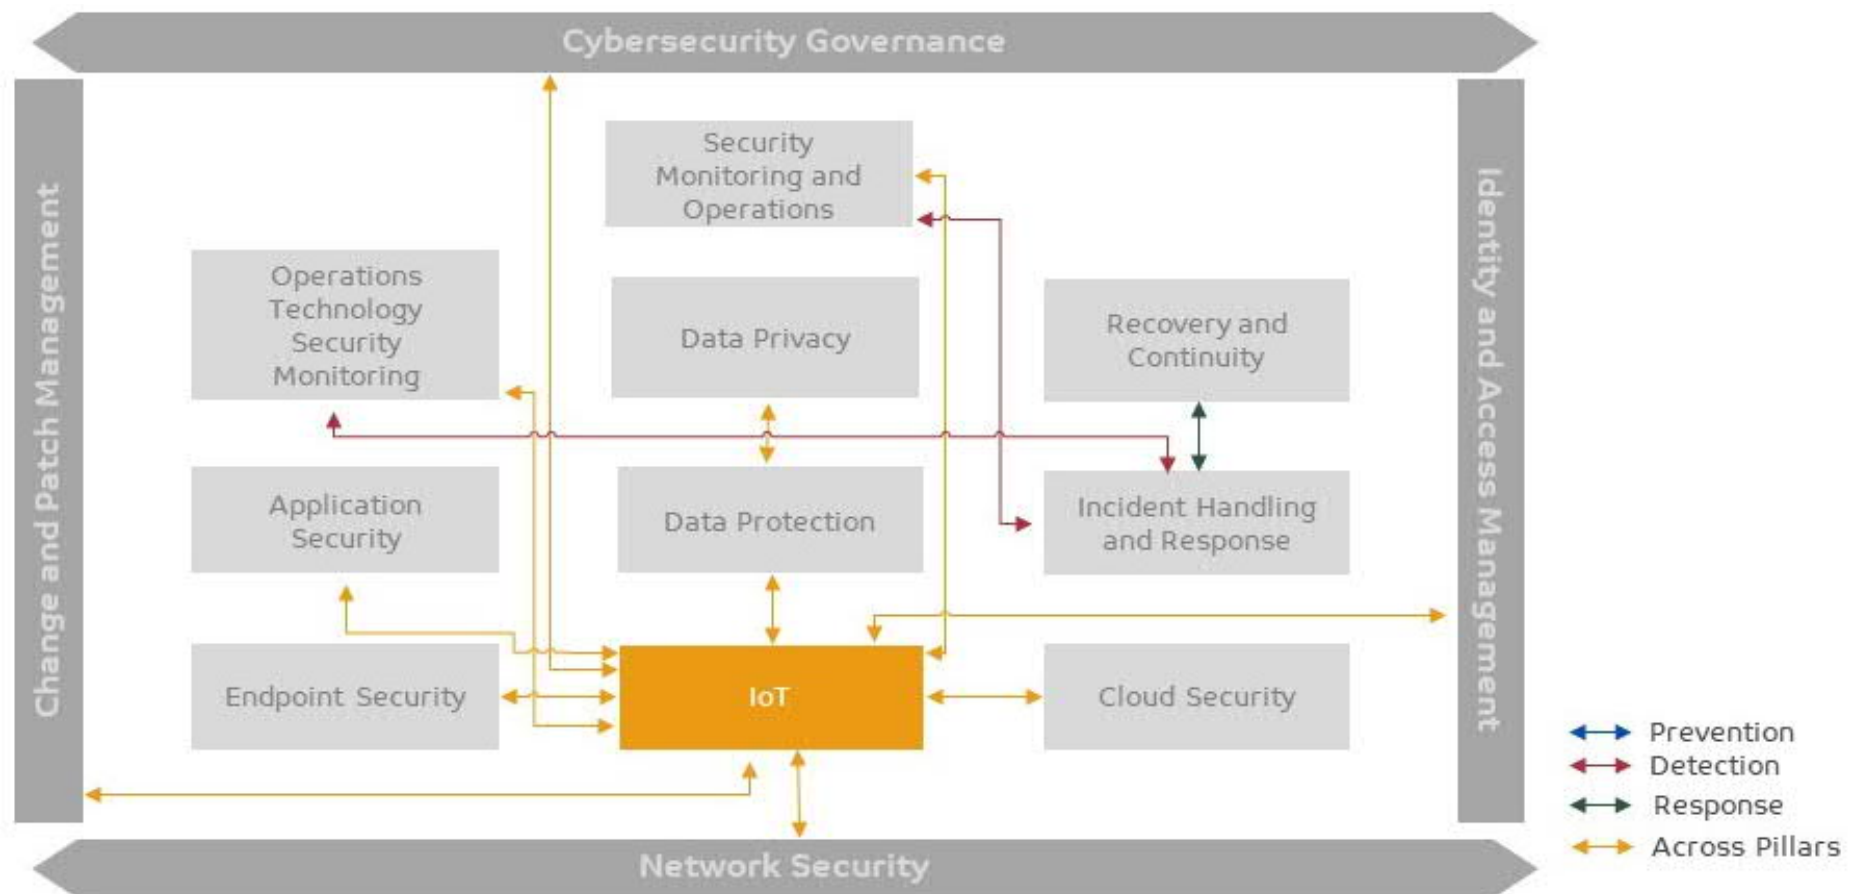 Cybersecurity Governance
Change and Patch Management
Security
Monitoring and
Operations
Identity and Access Management
Operations
Technology
Security
Monitoring
Data Privacy
Recovery and
Continuity
Application
Security
Data Protection
Incident Handling
and Response
Endpoint Security
IoT
Cloud Security
Network Security
Prevention
Detection
Response
Across Pillars